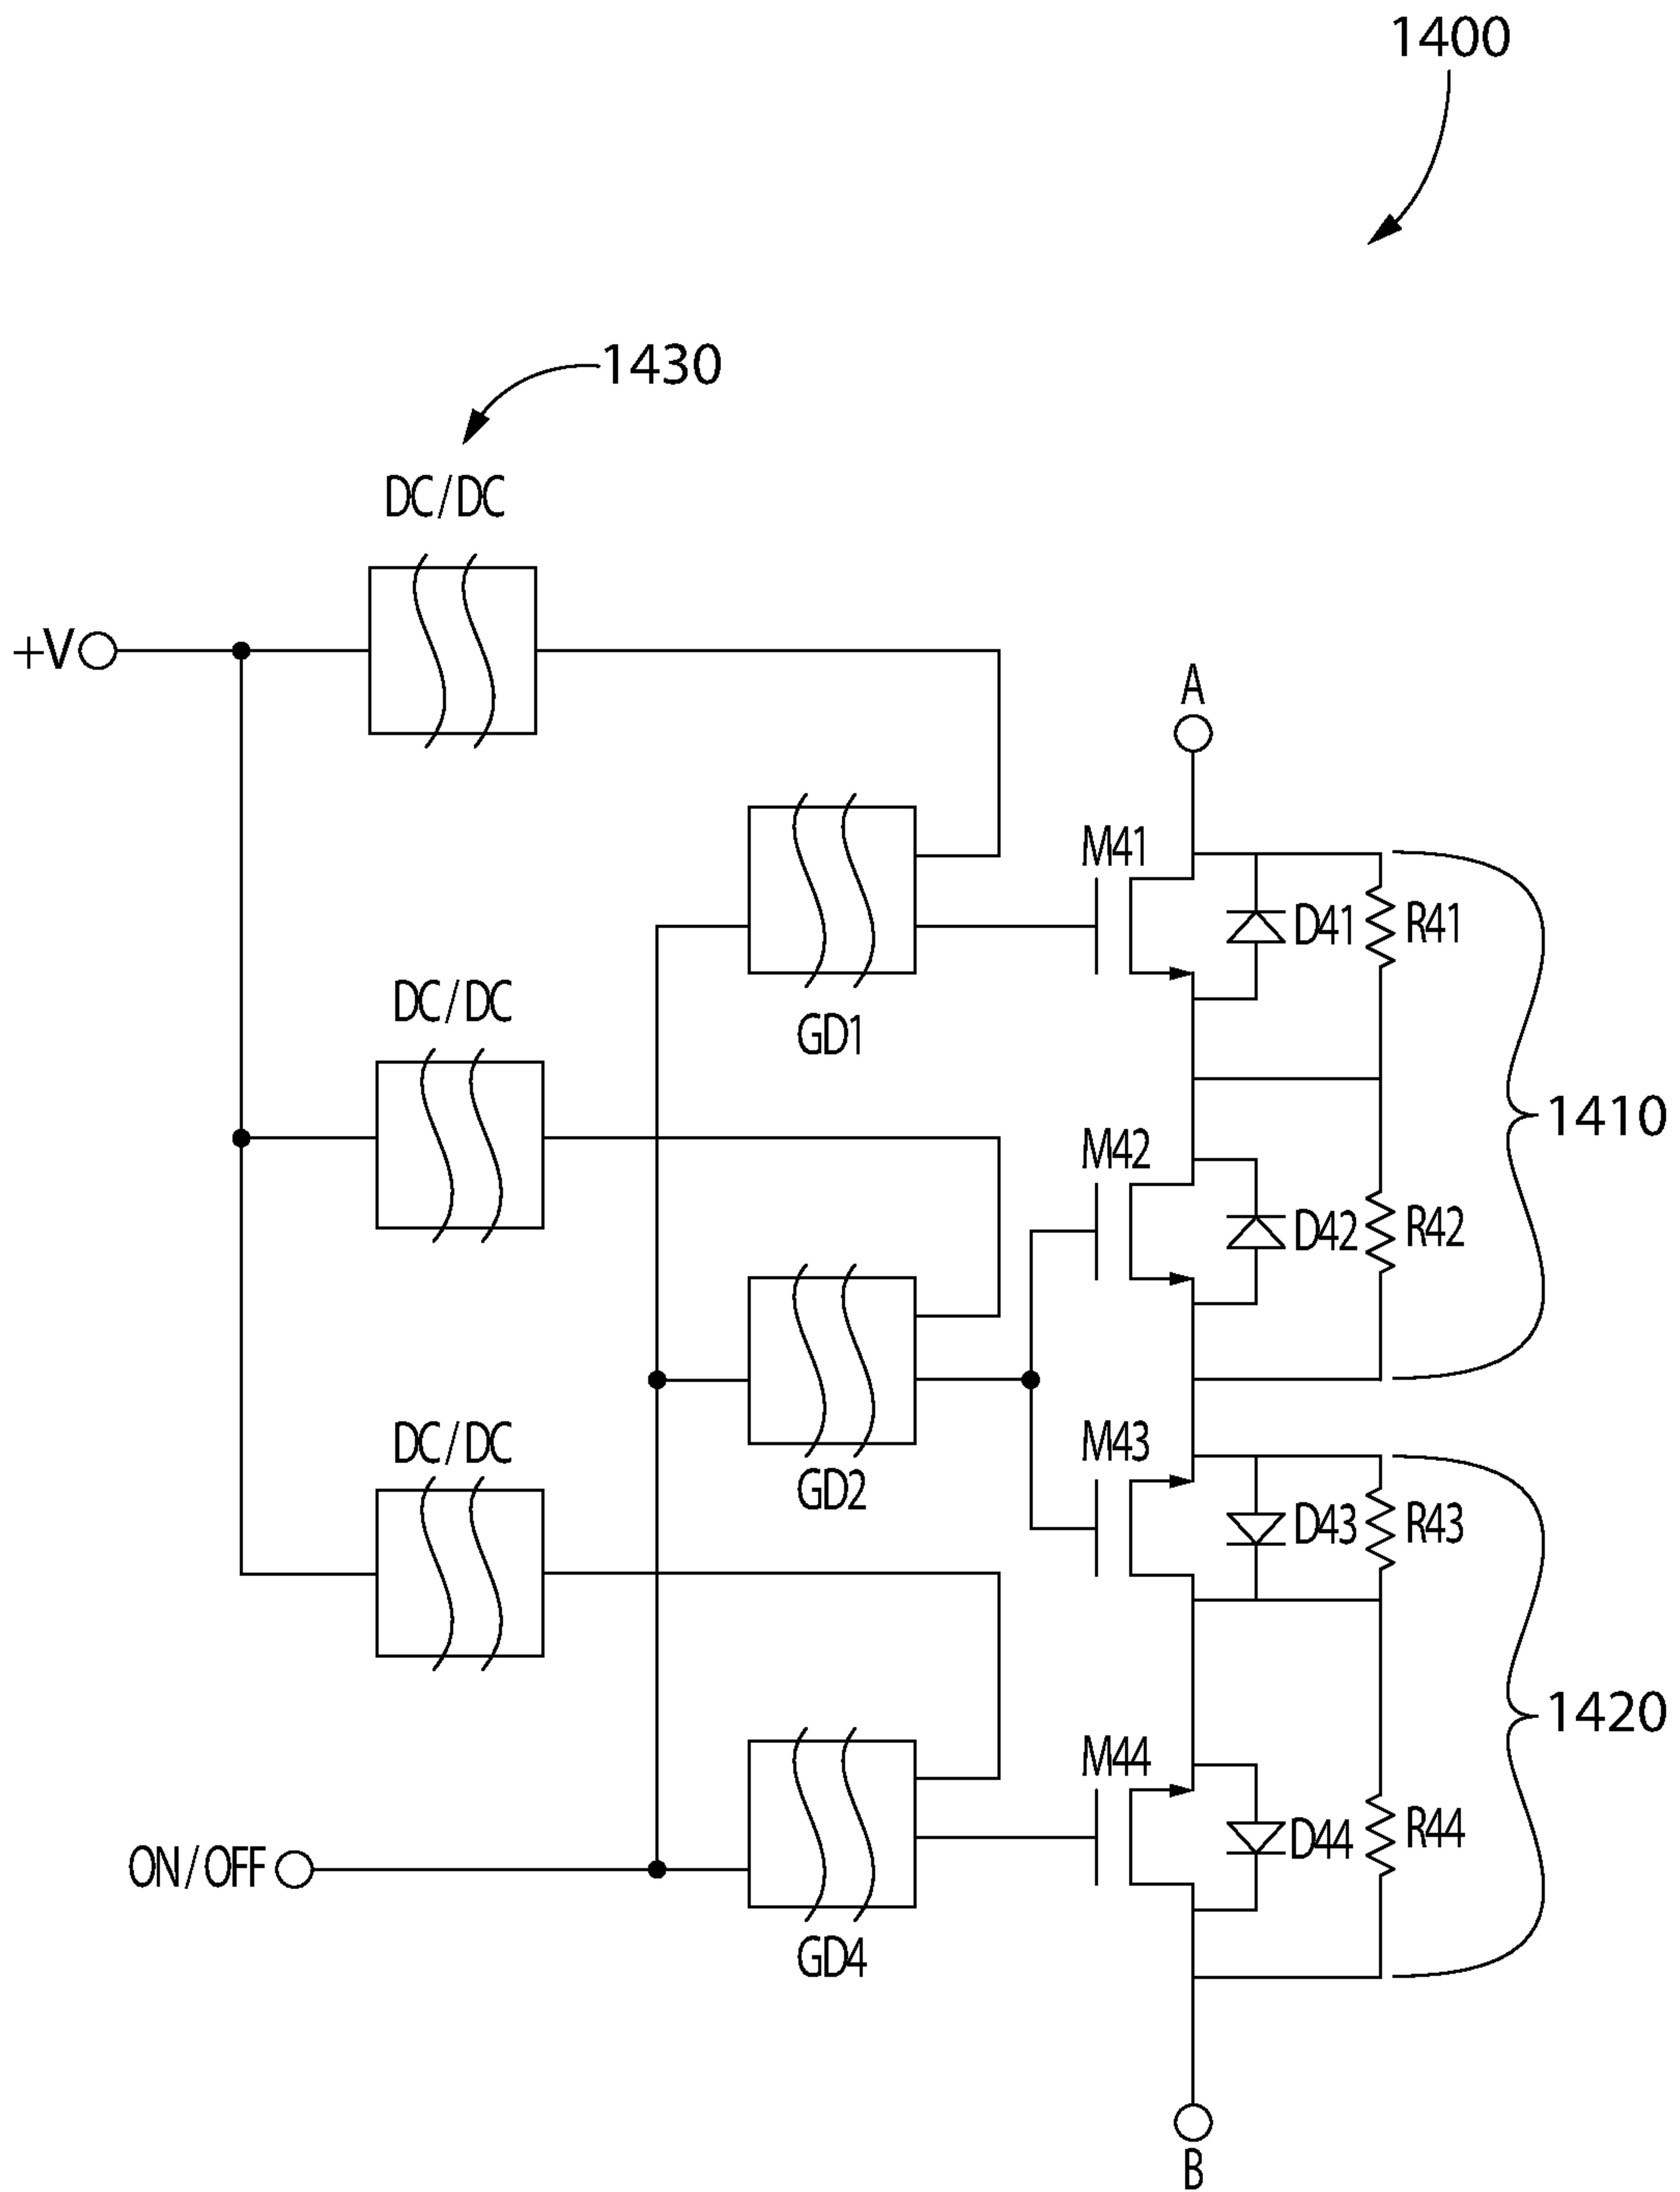 1400
1430
DC/DC
+V
A
M41
D41
R41
GD1
DC/DC
1410
M42
D42
R42
DC/DC
M43
GD2
D43
R43
1420
M44
D44
R44
ON/OFF
GD4
B